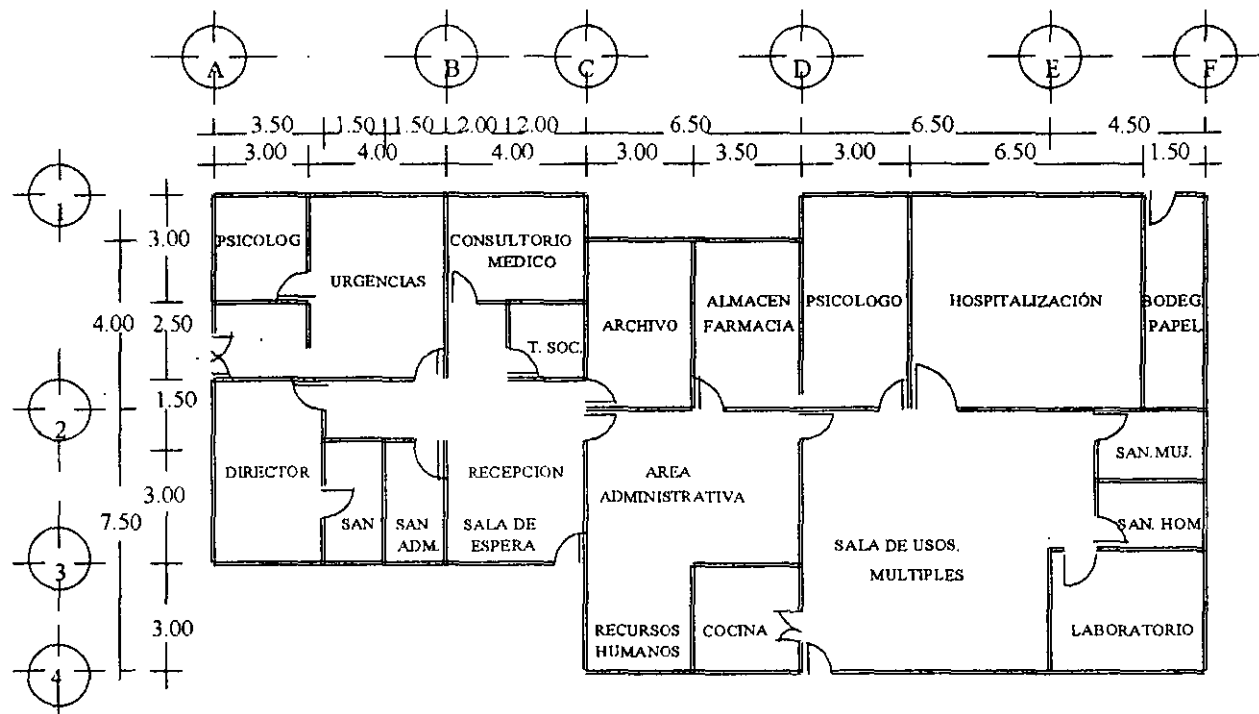 A B C D E F
3.50 1.50 1.50 2.00 2.00 6.50 6.50 4.50
3.00 4.00 4.00 3.00 3.50 3.00 6.50 1.50
1
3.00
4.00
2.50
1.50
2
3.00
7.50
3
3.00
4
PSICOLOG
URGENCIAS
CONSULTORIO
MEDICO
T. SOC.
ARCHIVO
ALMACEN
FARMACIA
PSICOLOGO
HOSPITALIZACIÓN
BODEG
PAPEL
DIRECTOR
SAN
SAN
ADM.
RECEPCION
SALA DE
ESPERA
AREA
ADMINISTRATIVA
SAN. MUJ.
SAN. HOM
SALA DE USOS.
MULTIPLES
RECURSOS
HUMANOS
COCINA
LABORATORIO